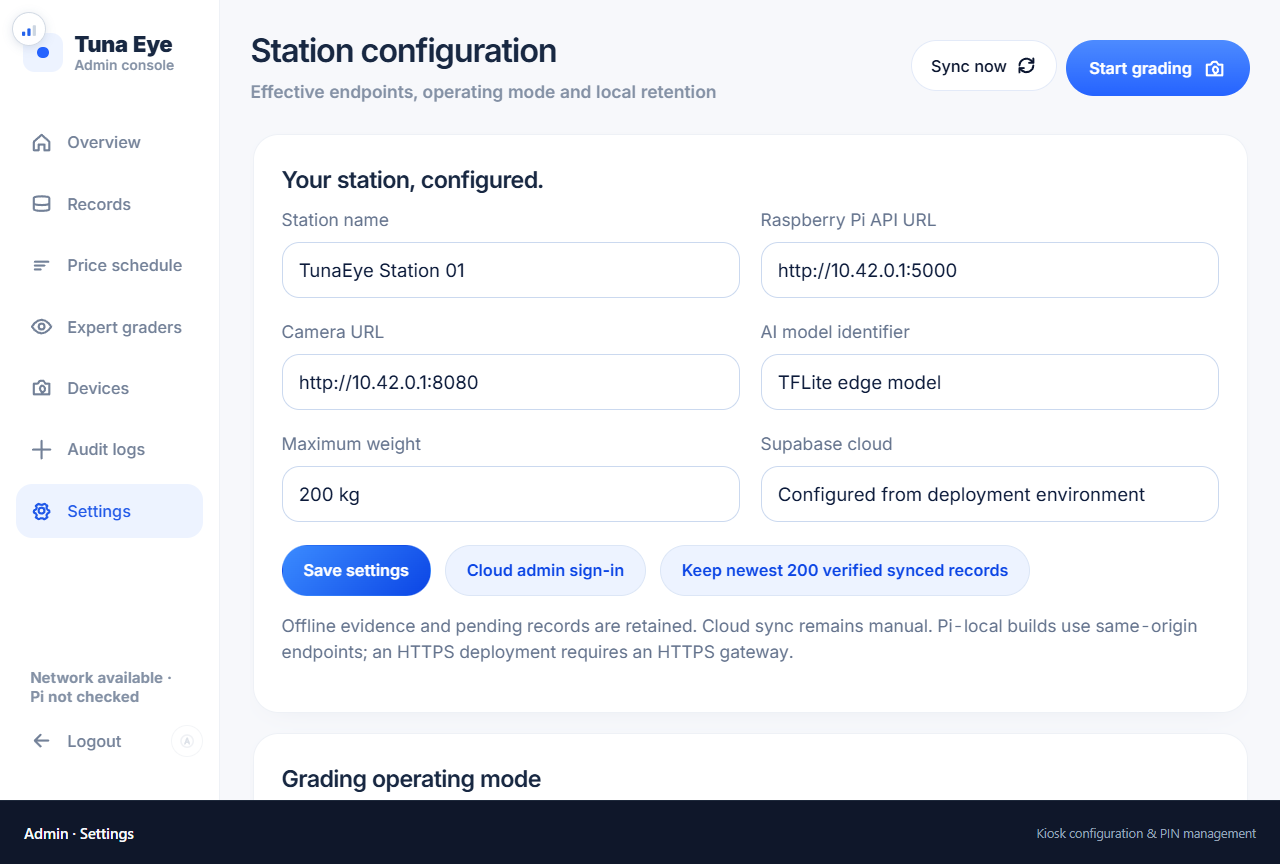 Tuna Eye
Admin console
Overview
Records
Price schedule
Expert graders
Devices
Audit logs
Settings
Network available ·
Pi not checked
Logout
A
Station configuration
Effective endpoints, operating mode and local retention
Sync now
Start grading
Your station, configured.
Station name
Raspberry Pi API URL
TunaEye Station 01
http://10.42.0.1:5000
Camera URL
AI model identifier
http://10.42.0.1:8080
TFLite edge model
Maximum weight
Supabase cloud
200 kg
Configured from deployment environment
Save settings
Cloud admin sign-in
Keep newest 200 verified synced records
Offline evidence and pending records are retained. Cloud sync remains manual. Pi-local builds use same-origin
endpoints; an HTTPS deployment requires an HTTPS gateway.
Grading operating mode
Admin · Settings
Kiosk configuration & PIN management